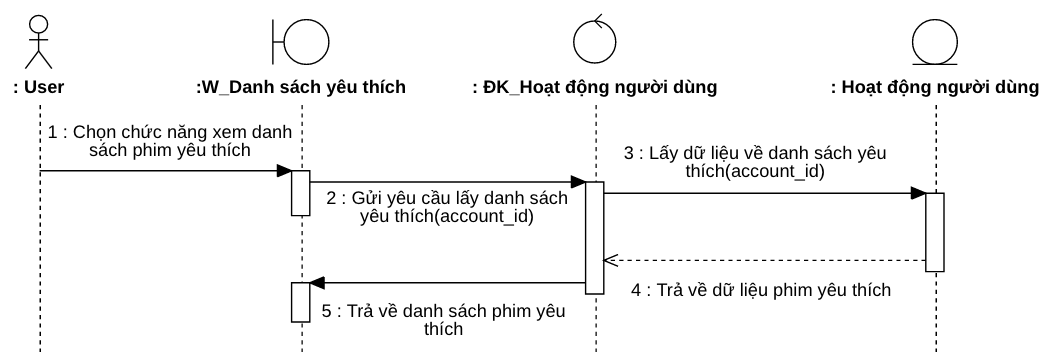 : User
:W_Danh sách yêu thích
: ĐK_Hoạt động người dùng
: Hoạt động người dùng
1 : Chọn chức năng xem danh
sách phim yêu thích
2 : Gửi yêu cầu lấy danh sách
yêu thích(account_id)
3 : Lấy dữ liệu về danh sách yêu
thích(account_id)
4 : Trả về dữ liệu phim yêu thích
5 : Trả về danh sách phim yêu
thích